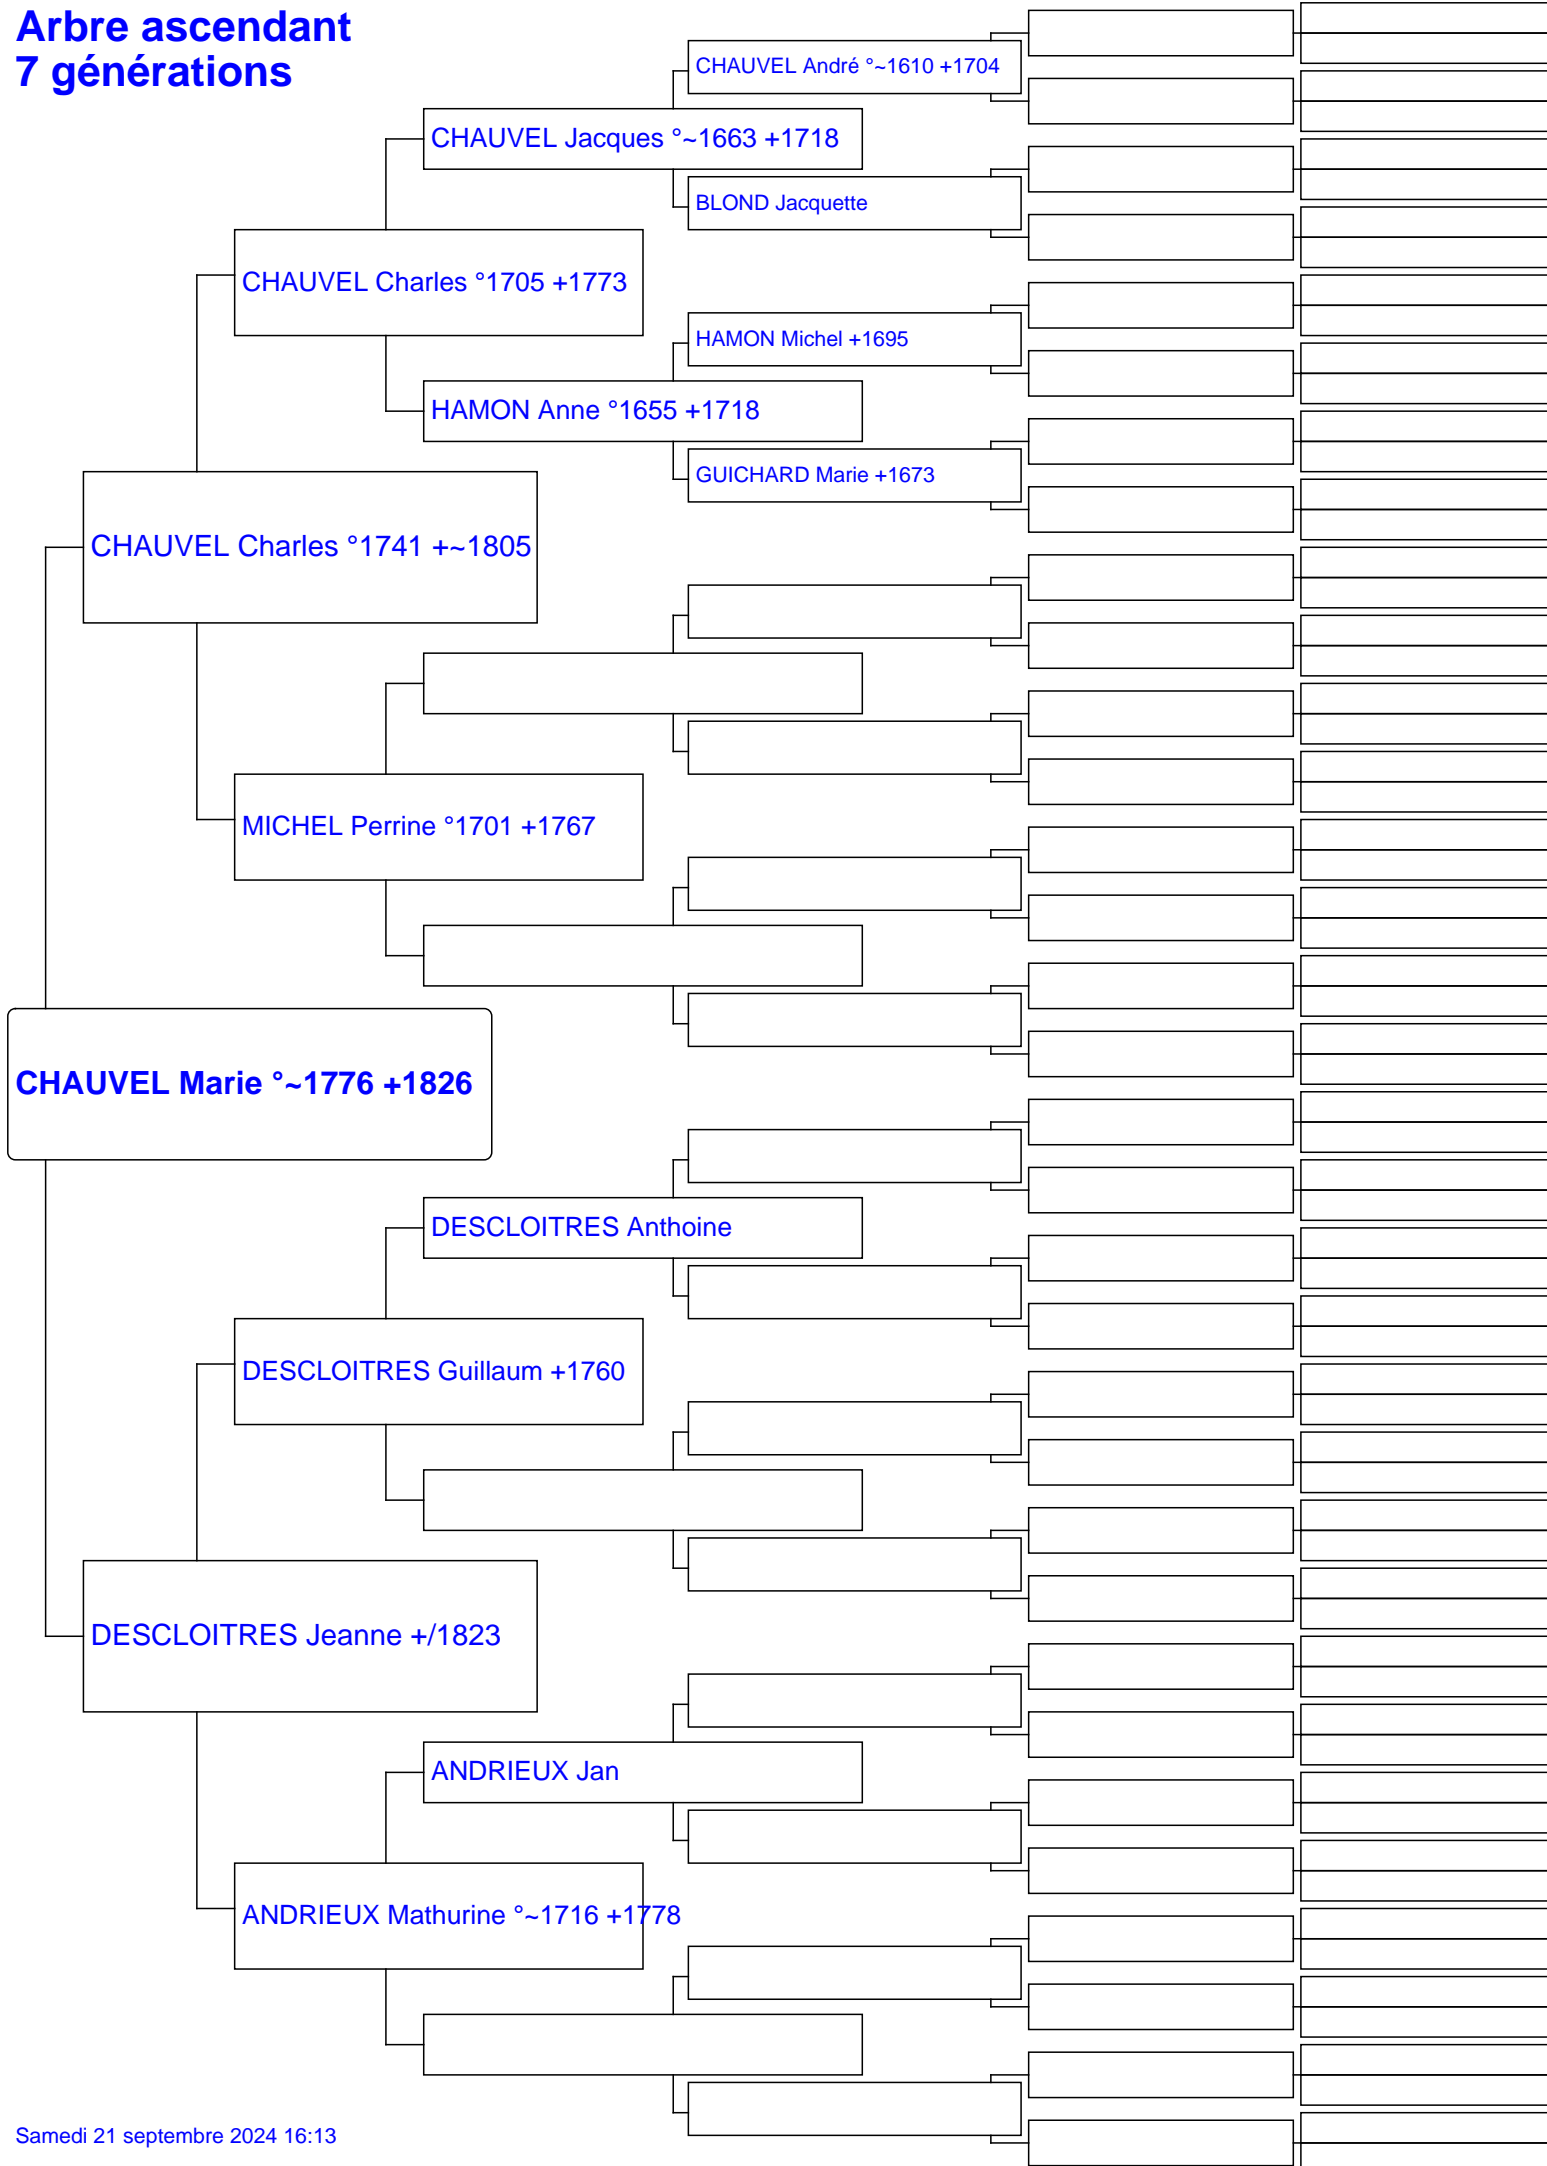 Arbre ascendant
7 générations
CHAUVEL André °~1610 +1704
CHAUVEL Jacques °~1663 +1718
BLOND Jacquette
CHAUVEL Charles °1705 +1773
HAMON Michel +1695
HAMON Anne °1655 +1718
GUICHARD Marie +1673
CHAUVEL Charles °1741 +~1805
MICHEL Perrine °1701 +1767
CHAUVEL Marie °~1776 +1826
DESCLOITRES Anthoine
DESCLOITRES Guillaum +1760
DESCLOITRES Jeanne +/1823
ANDRIEUX Jan
ANDRIEUX Mathurine °~1716 +1778
Samedi 21 septembre 2024 16:13